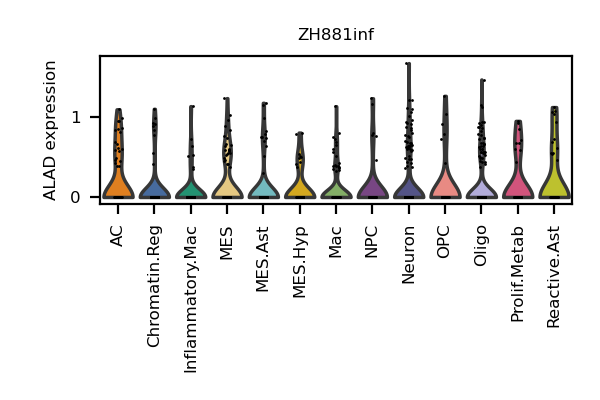 ZH881inf
ALAD expression
1
0
AC
Chromatin.Reg
Inflammatory.Mac
MES
MES.Ast
MES.Hyp
Mac
NPC
Neuron
OPC
Oligo
Prolif.Metab
Reactive.Ast